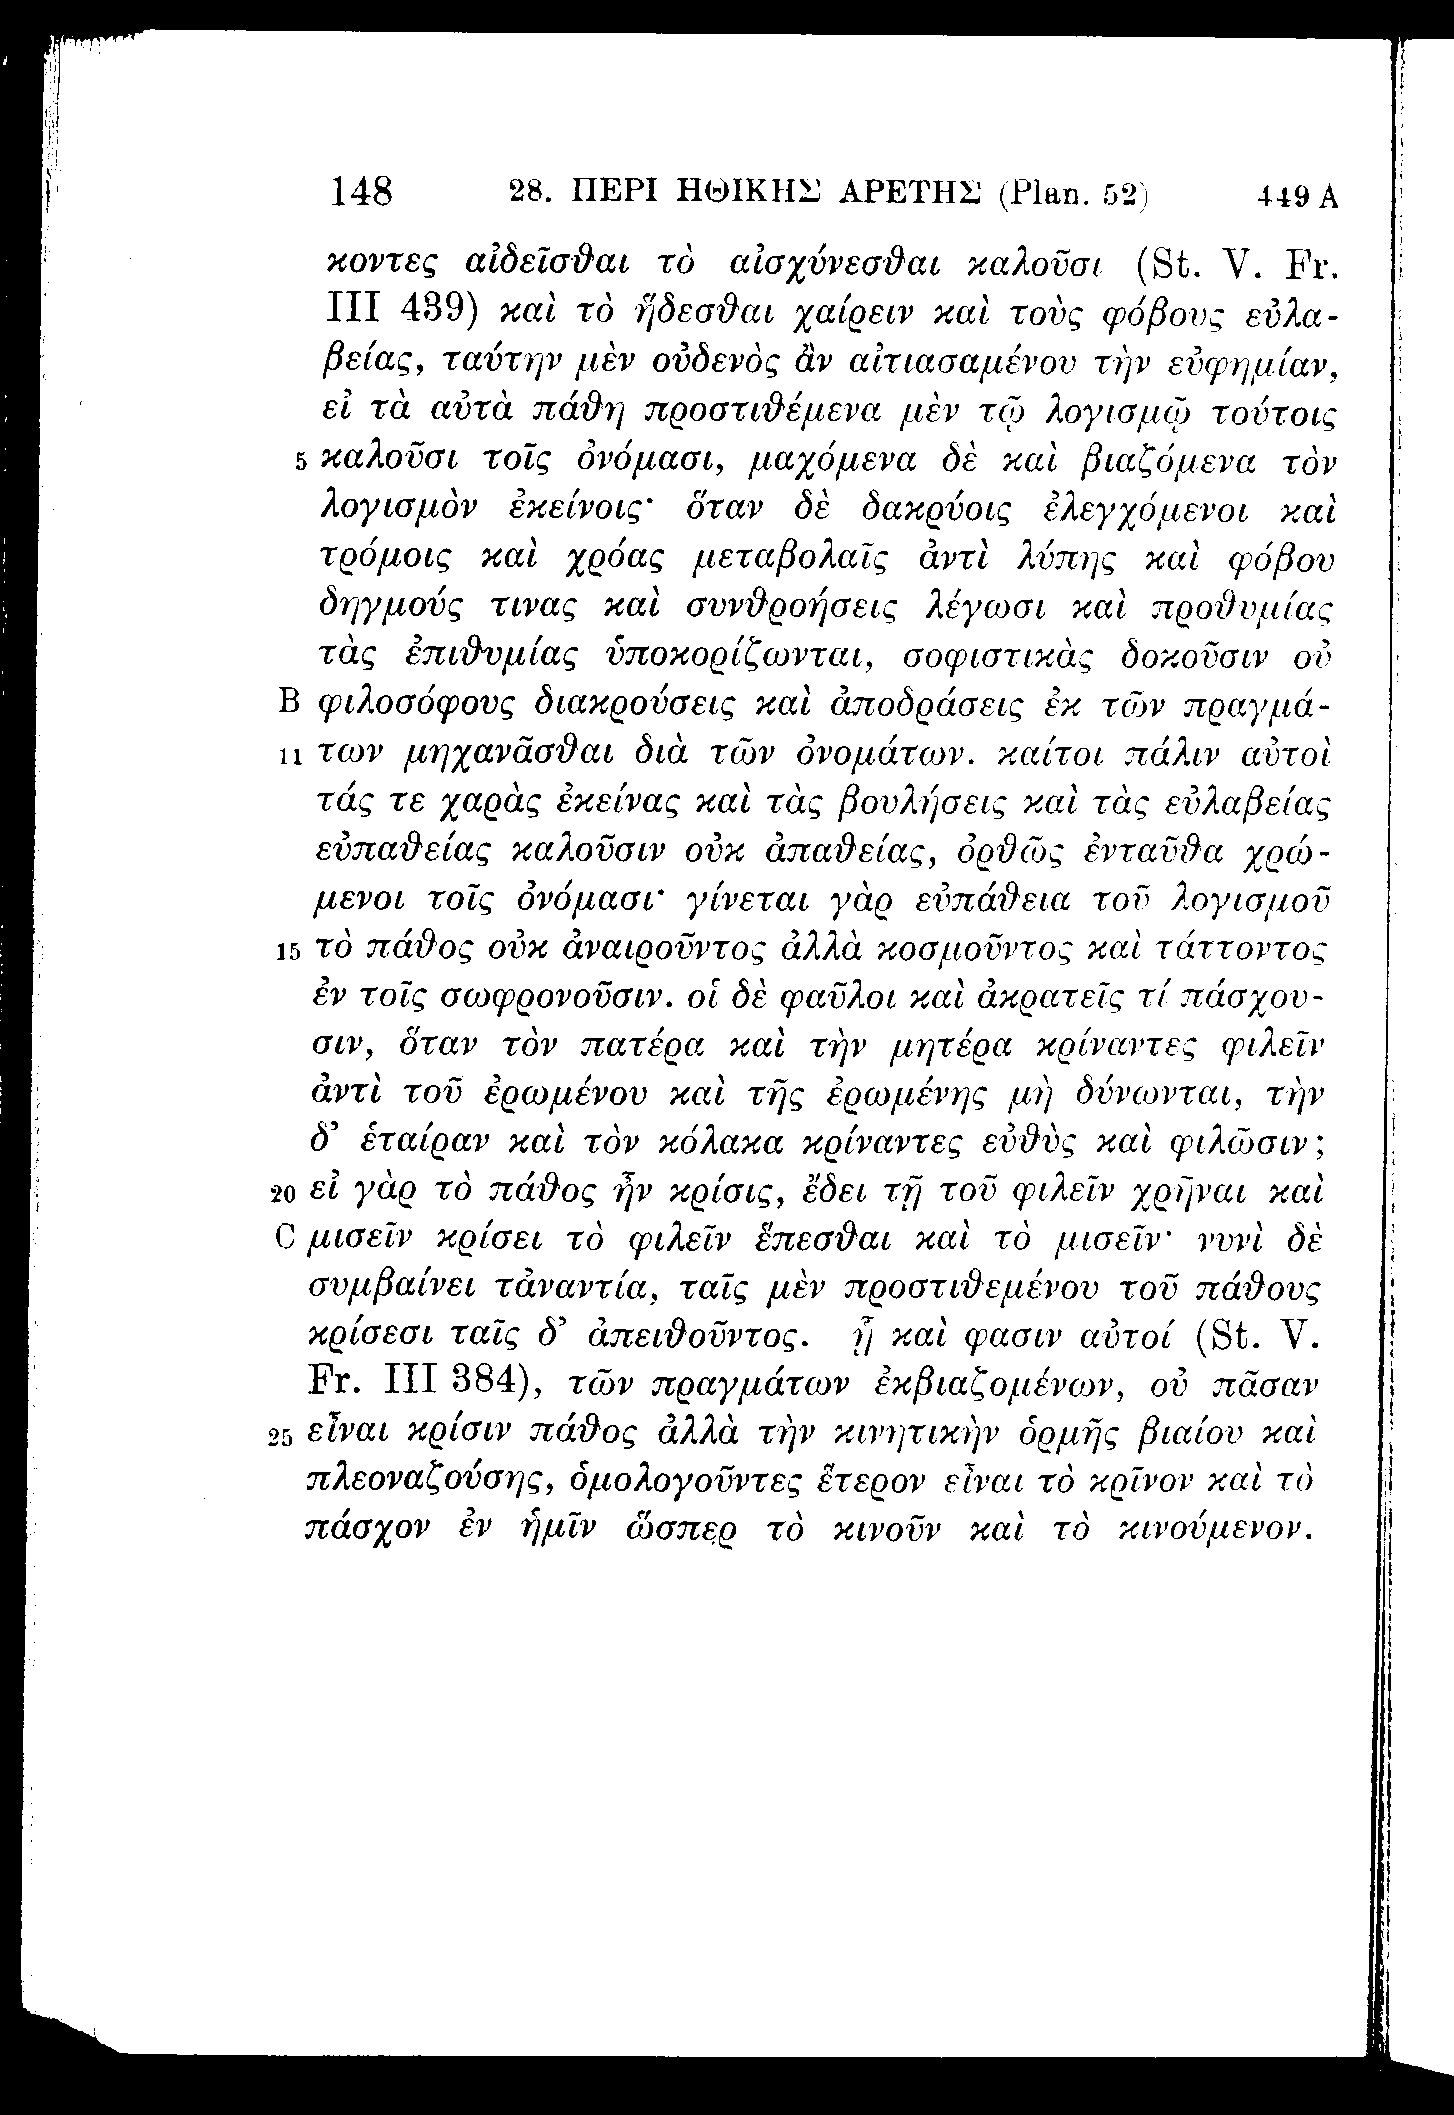 148 28. ΠΕΡΙ ΗΘΙΚΗΣ ΑΡΕΤΗΣ (Plan. 52) 449 A
κοντες αἰδεῖσθαι τὸ αἰσχύνεσθαι καλοῦσι (St. V. Fr.
III 439) καὶ τὸ ἥδεσθαι χαίρειν καὶ τοὺς φόβους εὐλα-
βείας, ταύτην μὲν οὐδενὸς ἂν αἰτιασαμένου τὴν εὐφημίαν,
εἰ τὰ αὐτὰ πάθη προστιθέμενα μὲν τῷ λογισμῷ τούτοις
5 καλοῦσι τοῖς ὀνόμασι, μαχόμενα δὲ καὶ βιαζόμενα τὸν
λογισμὸν ἐκείνοις· ὅταν δὲ δακρύοις ἐλεγχόμενοι καὶ
τρόμοις καὶ χρόας μεταβολαῖς ἀντὶ λύπης καὶ φόβου
δηγμούς τινας καὶ συνθροήσεις λέγωσι καὶ προθυμίας
τὰς ἐπιθυμίας ὑποκορίζωνται, σοφιστικὰς δοκοῦσιν οὐ
B φιλοσόφους διακρούσεις καὶ ἀποδράσεις ἐκ τῶν πραγμά-
11 των μηχανᾶσθαι διὰ τῶν ὀνομάτων. καίτοι πάλιν αὐτοὶ
τάς τε χαρὰς ἐκείνας καὶ τὰς βουλήσεις καὶ τὰς εὐλαβείας
εὐπαθείας καλοῦσιν οὐκ ἀπαθείας, ὀρθῶς ἐνταῦθα χρώ-
μενοι τοῖς ὀνόμασι· γίνεται γὰρ εὐπάθεια τοῦ λογισμοῦ
15 τὸ πάθος οὐκ ἀναιροῦντος ἀλλὰ κοσμοῦντος καὶ τάττοντος
ἐν τοῖς σωφρονοῦσιν. οἱ δὲ φαῦλοι καὶ ἀκρατεῖς τί πάσχου-
σιν, ὅταν τὸν πατέρα καὶ τὴν μητέρα κρίναντες φιλεῖν
ἀντὶ τοῦ ἐρωμένου καὶ τῆς ἐρωμένης μὴ δύνωνται, τὴν
δ’ ἑταίραν καὶ τὸν κόλακα κρίναντες εὐθὺς καὶ φιλῶσιν;
20 εἰ γὰρ τὸ πάθος ἦν κρίσις, ἔδει τῇ τοῦ φιλεῖν χρῆναι καὶ
C μισεῖν κρίσει τὸ φιλεῖν ἕπεσθαι καὶ τὸ μισεῖν· νυνὶ δὲ
συμβαίνει τἀναντία, ταῖς μὲν προστιθεμένου τοῦ πάθους
κρίσεσι ταῖς δ’ ἀπειθοῦντος. ᾗ καὶ φασιν αὐτοί (St. V.
Fr. III 384), τῶν πραγμάτων ἐκβιαζομένων, οὐ πᾶσαν
25 εἶναι κρίσιν πάθος ἀλλὰ τὴν κινητικὴν ὁρμῆς βιαίου καὶ
πλεοναζούσης, ὁμολογοῦντες ἕτερον εἶναι τὸ κρῖνον καὶ τὸ
πάσχον ἐν ἡμῖν ὥσπερ τὸ κινοῦν καὶ τὸ κινούμενον.